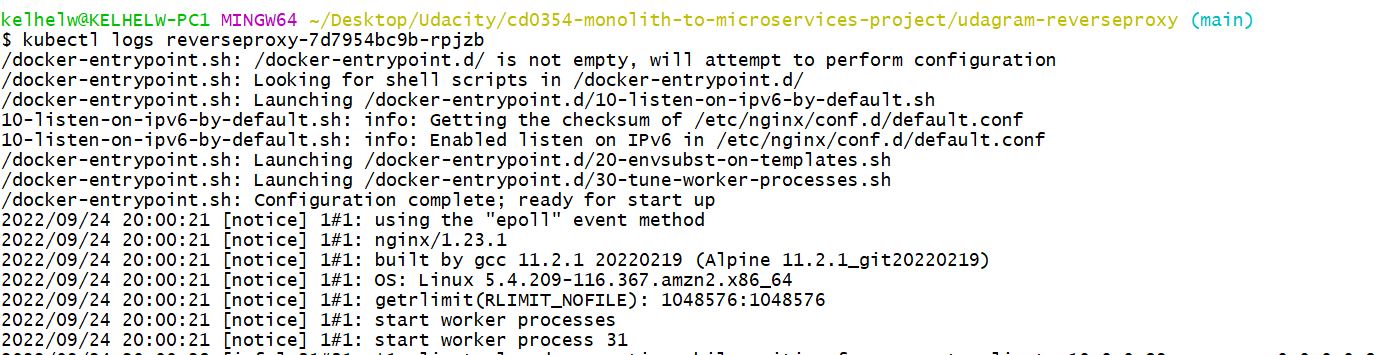 kelhelw@KELHELW-PC1 MINGW64 ~/Desktop/Udacity/cd0354-monolith-to-microservices-project/udagram-reverseproxy (main)
$ kubectl logs reverseproxy-7d7954bc9b-rpjzb
/docker-entrypoint.sh: /docker-entrypoint.d/ is not empty, will attempt to perform configuration
/docker-entrypoint.sh: Looking for shell scripts in /docker-entrypoint.d/
/docker-entrypoint.sh: Launching /docker-entrypoint.d/10-listen-on-ipv6-by-default.sh
10-listen-on-ipv6-by-default.sh: info: Getting the checksum of /etc/nginx/conf.d/default.conf
10-listen-on-ipv6-by-default.sh: info: Enabled listen on IPv6 in /etc/nginx/conf.d/default.conf
/docker-entrypoint.sh: Launching /docker-entrypoint.d/20-envsubst-on-templates.sh
/docker-entrypoint.sh: Launching /docker-entrypoint.d/30-tune-worker-processes.sh
/docker-entrypoint.sh: Configuration complete; ready for start up
2022/09/24 20:00:21 [notice] 1#1: using the "epoll" event method
2022/09/24 20:00:21 [notice] 1#1: nginx/1.23.1
2022/09/24 20:00:21 [notice] 1#1: built by gcc 11.2.1 20220219 (Alpine 11.2.1_git20220219)
2022/09/24 20:00:21 [notice] 1#1: OS: Linux 5.4.209-116.367.amzn2.x86_64
2022/09/24 20:00:21 [notice] 1#1: getrlimit(RLIMIT_NOFILE): 1048576:1048576
2022/09/24 20:00:21 [notice] 1#1: start worker processes
2022/09/24 20:00:21 [notice] 1#1: start worker process 31